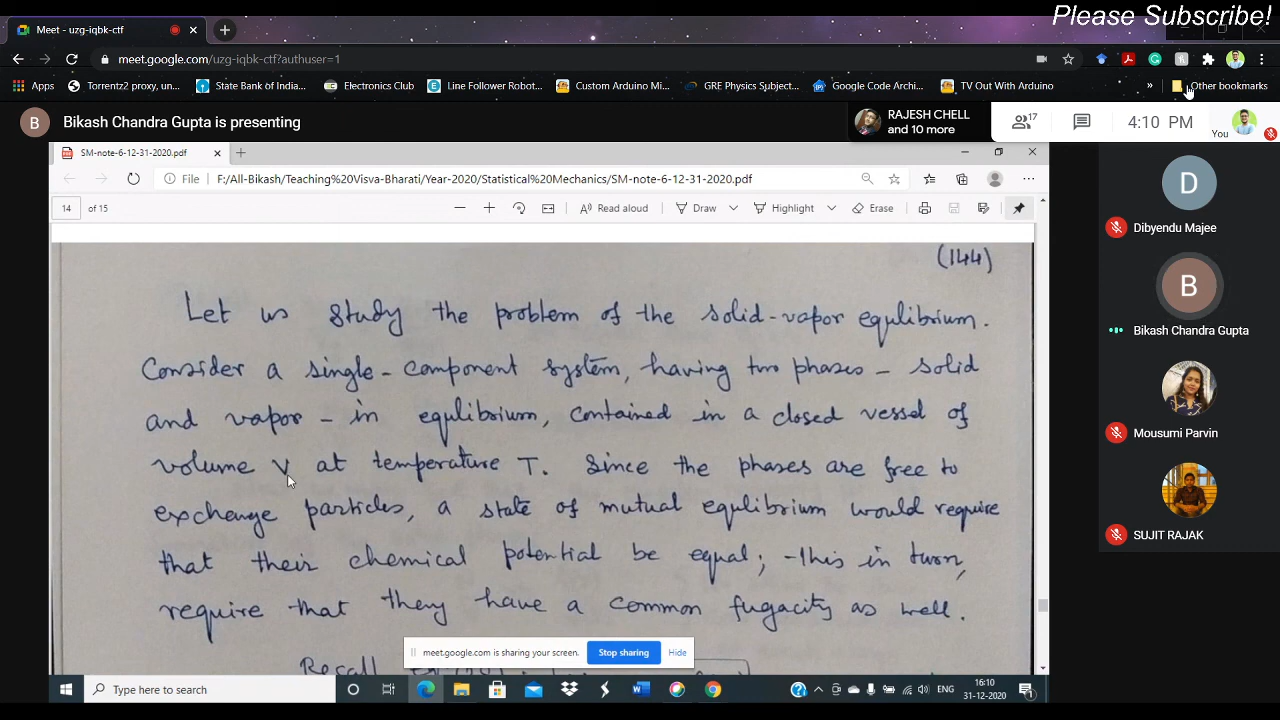 Please Subscribe!
Meet - uzg-iqbk-ctf
meet.google.com/uzg-iqbk-ctf?authuser=1
Apps Torrentz2 proxy, un... State Bank of India... Electronics Club Line Follower Robot... Custom Arduino Mi... GRE Physics Subject... Google Code Archi... TV Out With Arduino » Other bookmarks
B Bikash Chandra Gupta is presenting
RAJESH CHELL
and 10 more
17
4:10 PM
You
SM-note-6-12-31-2020.pdf
File F:/All-Bikash/Teaching%20Visva-Bharati/Year-2020/Statistical%20Mechanics/SM-note-6-12-31-2020.pdf
14 of 15 Read aloud Draw Highlight Erase
(144)
Let us study the problem of the solid-vapor equlibrium.
Consider a single-component system, having two phases - solid
and vapor - in equlibrium, contained in a closed vessel of
volume V at temperature T. Since the phases are free to
exchange particles, a state of mutual equlibrium would require
that their chemical potential be equal; this in turn,
require that they have a common fugacity as well.
Recall
meet.google.com is sharing your screen. Stop sharing Hide
D
Dibyendu Majee
B
Bikash Chandra Gupta
Mousumi Parvin
SUJIT RAJAK
Type here to search
ENG
16:10
31-12-2020